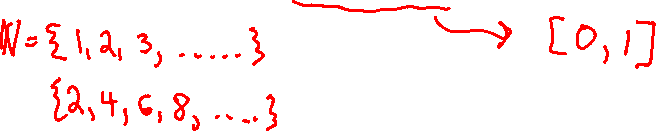 ℕ = {1, 2, 3, ......}
[0, 1]
{2, 4, 6, 8, ....}